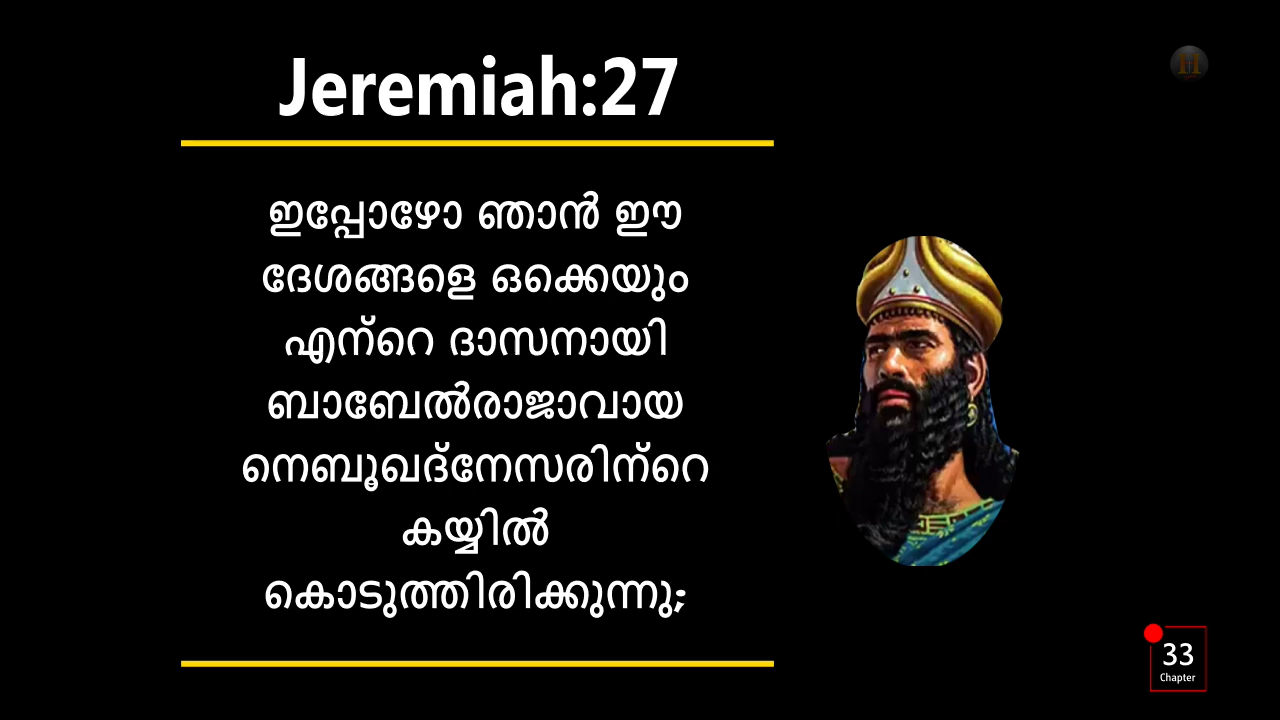 Jeremiah:27
ഇപ്പോഴോ ഞാൻ ഈ
ദേശങ്ങളെ ഒക്കെയും
എന്റെ ദാസനായി
ബാബേൽരാജാവായ
നെബൂഖദ്നേസരിന്റെ
കയ്യിൽ
കൊടുത്തിരിക്കുന്നു;
33
Chapter